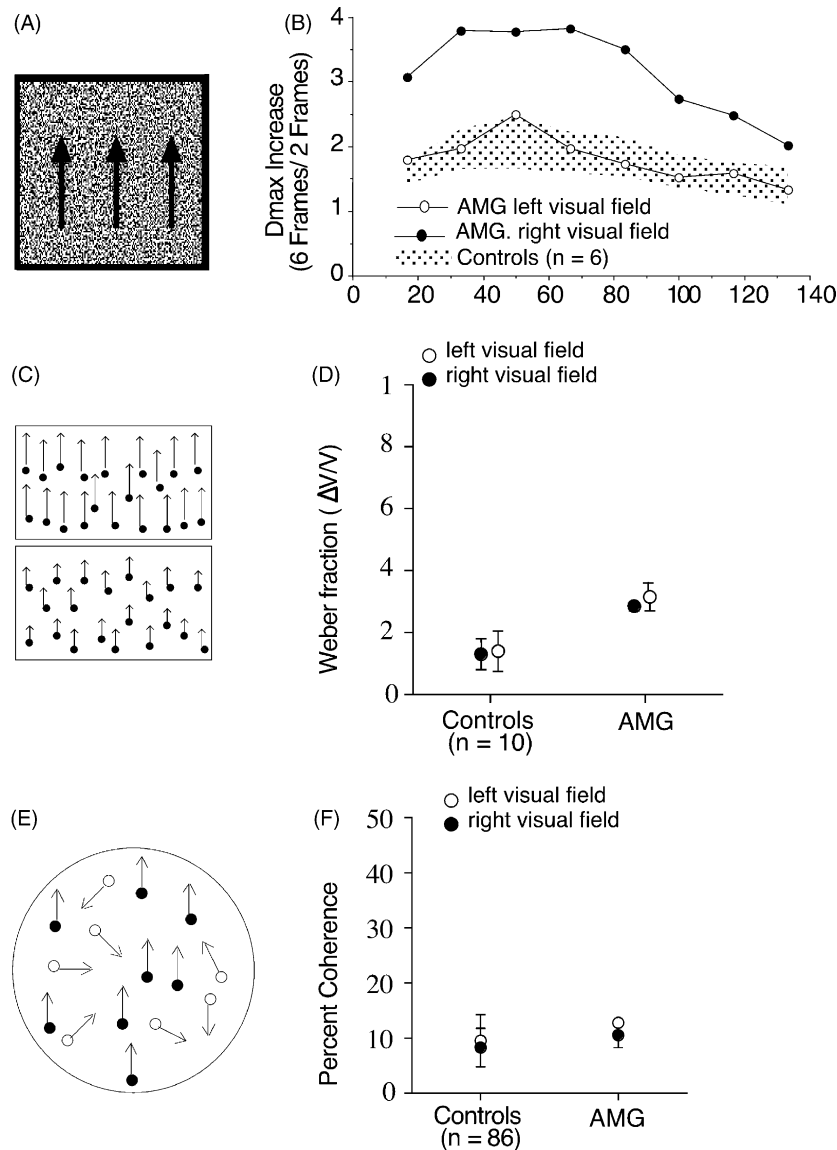 (A)
(B)
Dmax Increase
(6 Frames/ 2 Frames)
4
3
2
1
0
AMG left visual field
AMG. right visual field
Controls (n = 6)
0 20 40 60 80 100 120 140
(C)
(D)
left visual field
right visual field
Weber fraction ( ΔV/V)
1
8
6
4
2
0
Controls
(n = 10)
AMG
(E)
(F)
left visual field
right visual field
Percent Coherence
50
40
30
20
10
0
Controls
(n = 86)
AMG